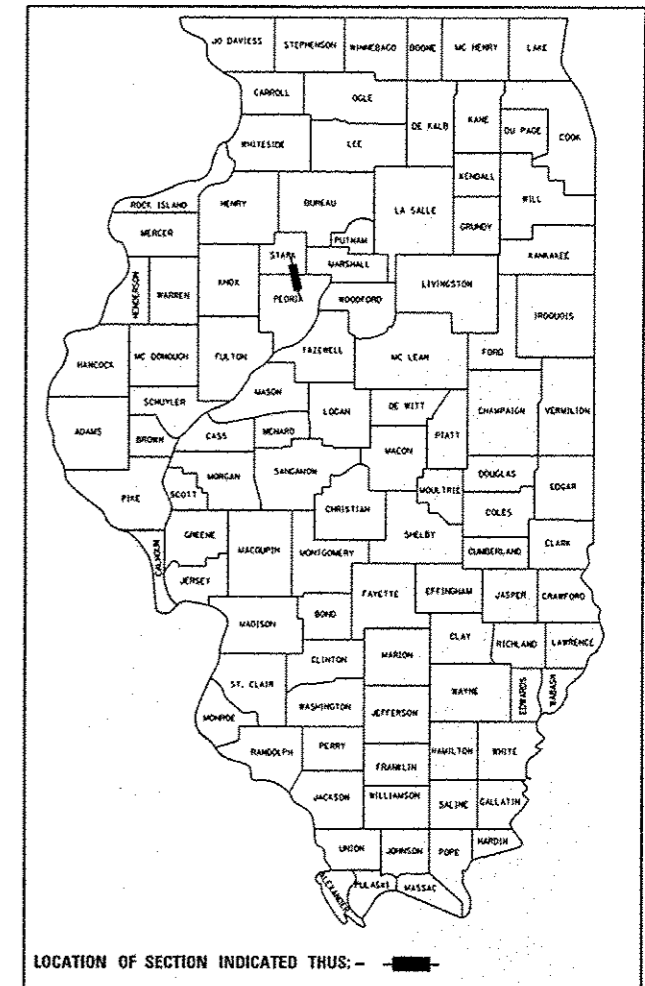 JO DAVIESS STEPHENSON WINNEBAGO BOONE MC HENRY LAKE
CARROLL OGLE DE KALB KANE DU PAGE COOK
WHITESIDE LEE
KENDALL WILL
ROCK ISLAND HENRY BUREAU LA SALLE GRUNDY
MERCER PUTNAM
STARK MARSHALL KANKAKEE
HENDERSON WARREN KNOX PEORIA WOODFORD LIVINGSTON IROQUOIS
HANCOCK MC DONOUGH FULTON TAZEWELL MC LEAN FORD
SCHUYLER MASON LOGAN DE WITT CHAMPAIGN VERMILION
ADAMS BROWN CASS MENARD MACON PIATT
PIKE SCOTT MORGAN SANGAMON MOULTRIE DOUGLAS EDGAR
CHRISTIAN COLES
CALHOUN GREENE MACOUPIN MONTGOMERY SHELBY CUMBERLAND CLARK
JERSEY FAYETTE EFFINGHAM JASPER CRAWFORD
MADISON BOND
CLINTON MARION CLAY RICHLAND LAWRENCE
ST. CLAIR WASHINGTON WAYNE EDWARDS WABASH
MONROE JEFFERSON
RANDOLPH PERRY HAMILTON WHITE
FRANKLIN
JACKSON WILLIAMSON SALINE GALLATIN
UNION JOHNSON POPE HARDIN
ALEXANDER PULASKI MASSAC
LOCATION OF SECTION INDICATED THUS: - -